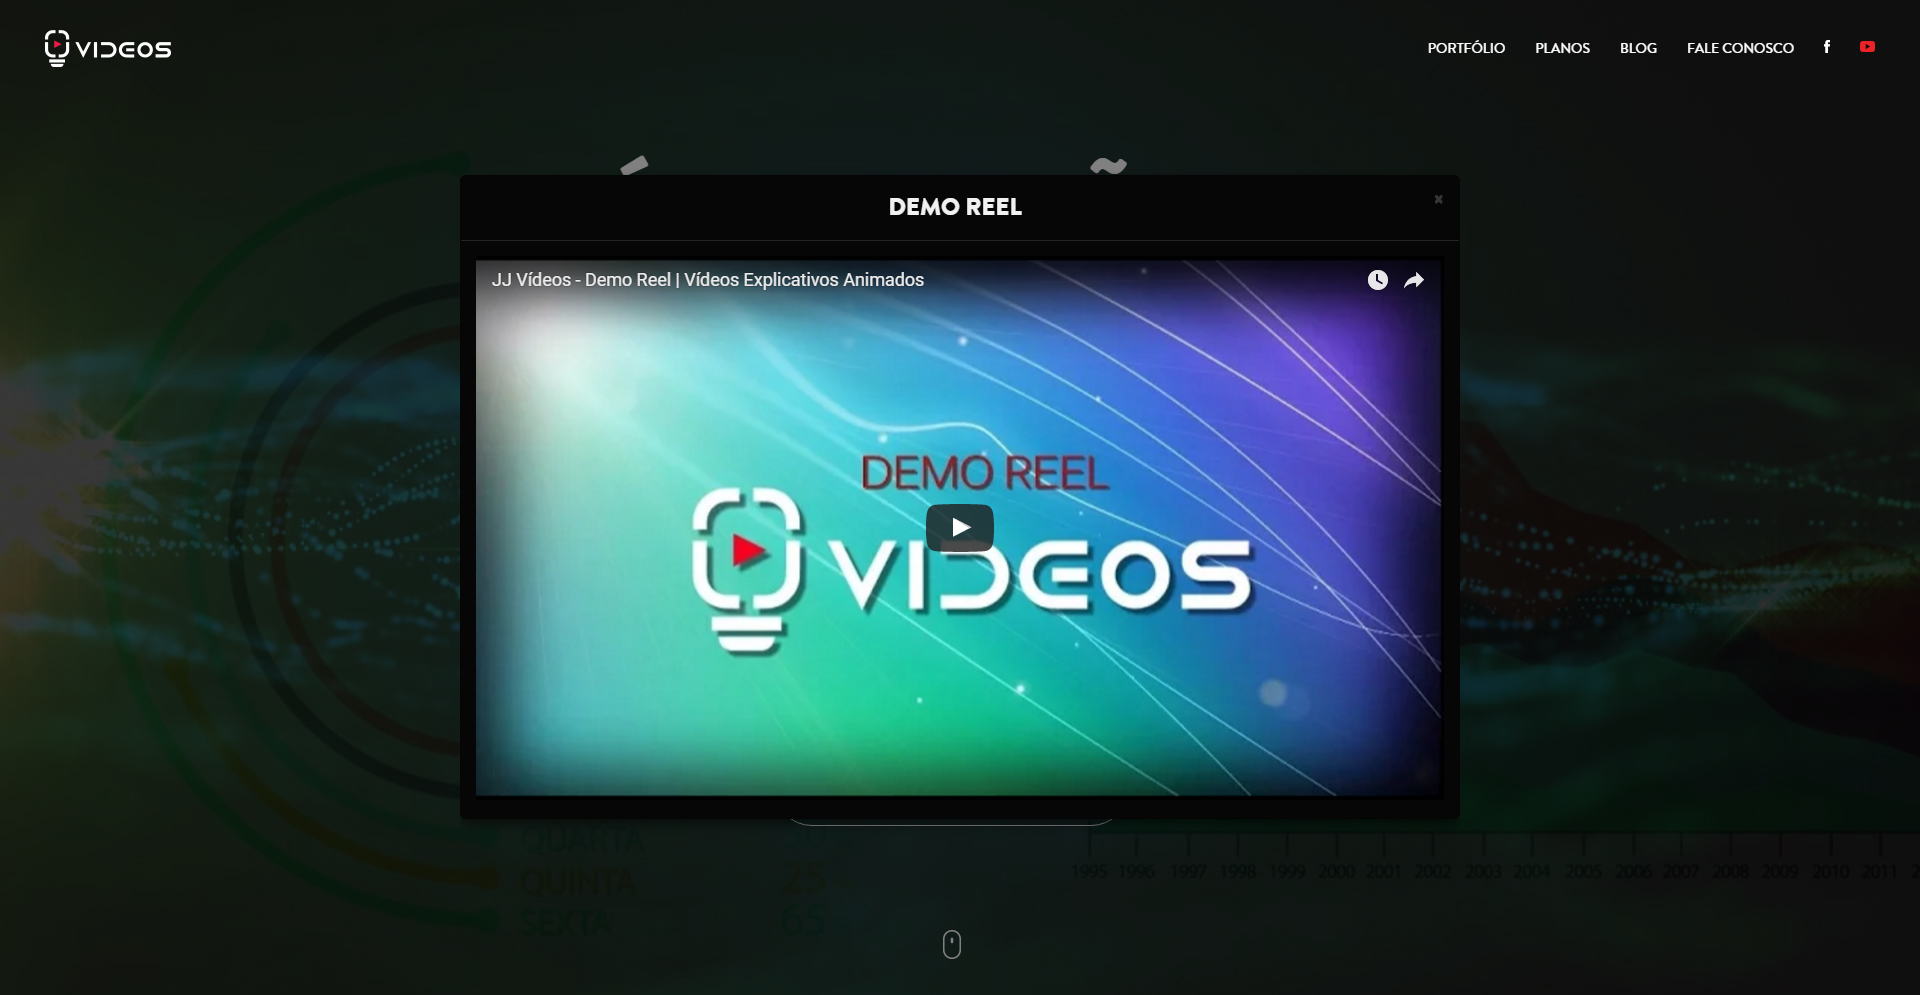 VIDEOS
PORTFÓLIO PLANOS BLOG FALE CONOSCO
DEMO REEL
JJ Vídeos - Demo Reel | Vídeos Explicativos Animados
DEMO REEL
VIDEOS
QUARTA
QUINTA 25
SEXTA 65
1995 1996 1997 1998 1999 2000 2001 2002 2003 2004 2005 2006 2007 2008 2009 2010 2011